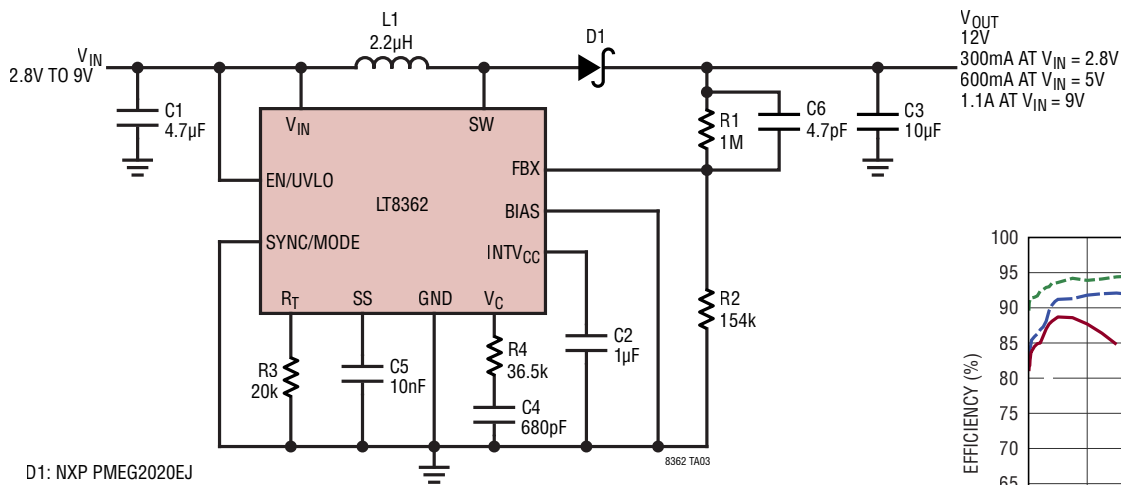 V_IN
2.8V TO 9V
L1
2.2µH
D1
V_OUT
12V
300mA AT V_IN = 2.8V
600mA AT V_IN = 5V
1.1A AT V_IN = 9V
C1
4.7µF
V_IN
SW
R1
1M
C6
4.7pF
C3
10µF
EN/UVLO
FBX
LT8362
BIAS
SYNC/MODE
INTV_CC
R_T
SS
GND
V_C
R2
154k
C2
1µF
R3
20k
C5
10nF
R4
36.5k
C4
680pF
8362 TA03
D1: NXP PMEG2020EJ
EFFICIENCY (%)
100
95
90
85
80
75
70
65